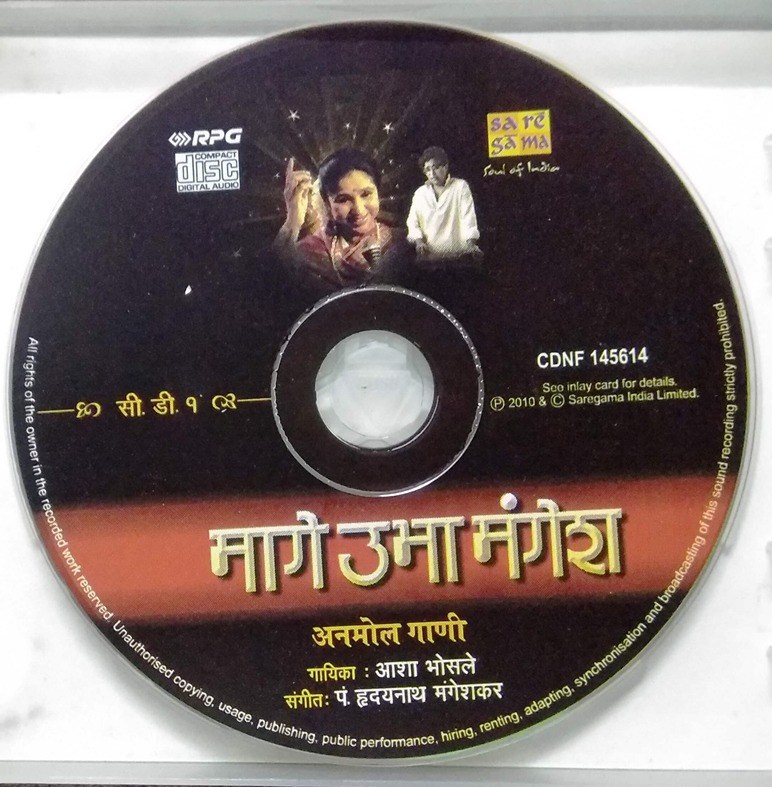 RPG
COMPACT
disc
DIGITAL AUDIO
sa re
ga ma
Soul of India
CDNF 145614
See inlay card for details.
Ⓟ 2010 & © Saregama India Limited.
सी. डी. १
मागे उभा मंगेश
अनमोल गाणी
गायिका : आशा भोसले
संगीत: पं. हृदयनाथ मंगेशकर
All rights of the owner in the recorded work reserved. Unauthorised copying, usage, publishing, public performance, hiring, renting, adapting, synchronisation and broadcasting of this sound recording strictly prohibited.